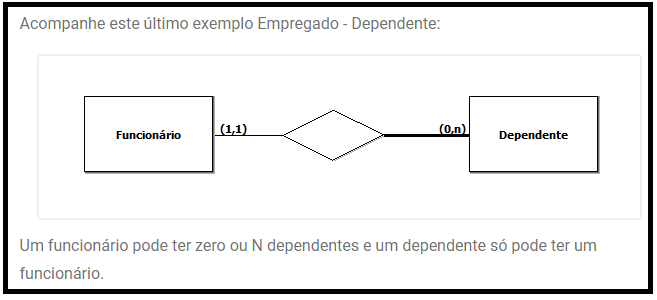 Acompanhe este último exemplo Empregado - Dependente:
Funcionário
(1,1)
(0,n)
Dependente
Um funcionário pode ter zero ou N dependentes e um dependente só pode ter um
funcionário.